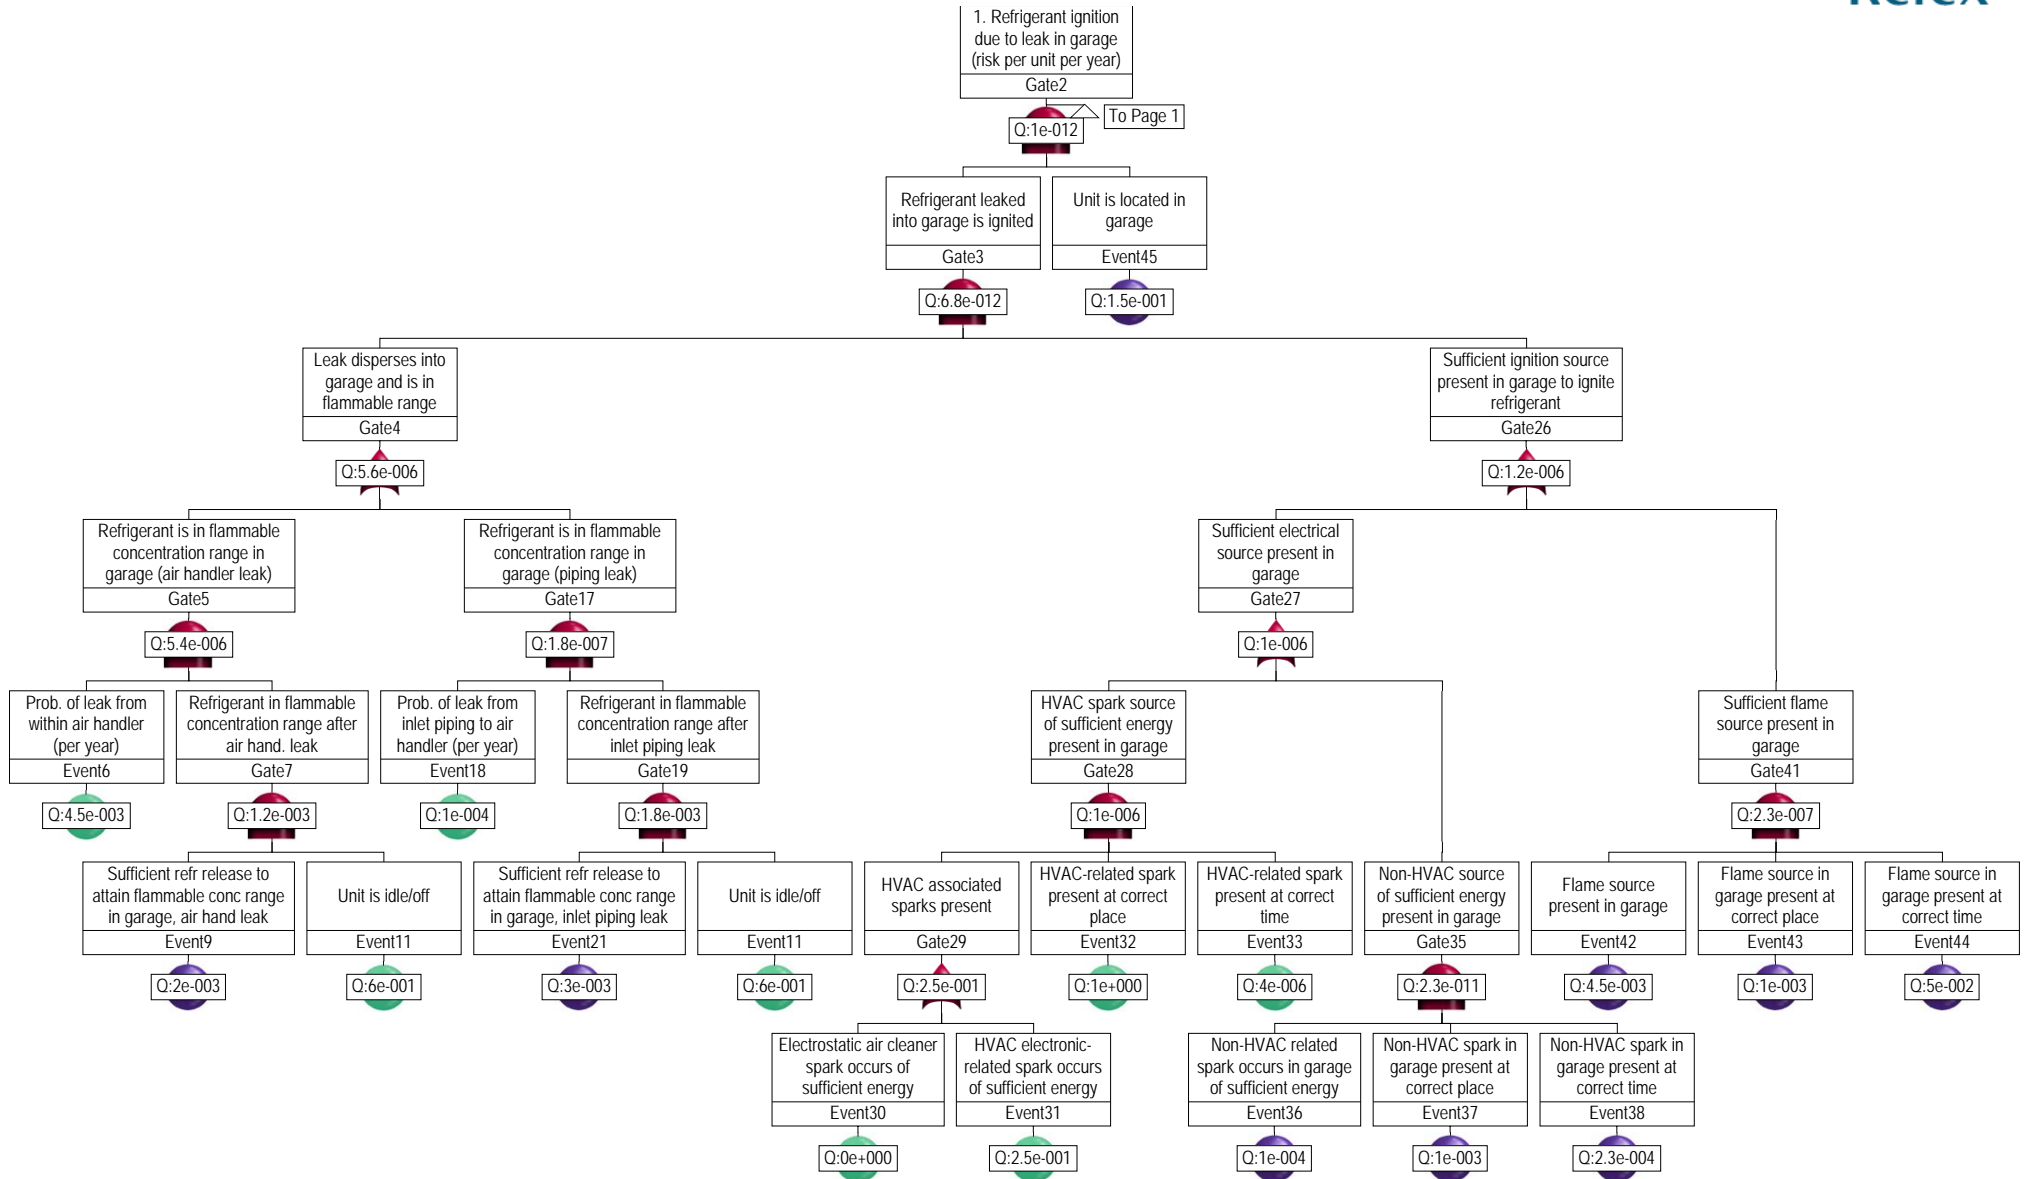 Relex
1. Refrigerant ignition
due to leak in garage
(risk per unit per year)
Gate2
To Page 1
Q:1e-012
Refrigerant leaked
into garage is ignited
Gate3
Q:6.8e-012
Unit is located in
garage
Event45
Q:1.5e-001
Leak disperses into
garage and is in
flammable range
Gate4
Q:5.6e-006
Sufficient ignition source
present in garage to ignite
refrigerant
Gate26
Q:1.2e-006
Refrigerant is in flammable
concentration range in
garage (air handler leak)
Gate5
Q:5.4e-006
Refrigerant is in flammable
concentration range in
garage (piping leak)
Gate17
Q:1.8e-007
Sufficient electrical
source present in
garage
Gate27
Q:1e-006
Prob. of leak from
within air handler
(per year)
Event6
Q:4.5e-003
Refrigerant in flammable
concentration range after
air hand. leak
Gate7
Q:1.2e-003
Prob. of leak from
inlet piping to air
handler (per year)
Event18
Q:1e-004
Refrigerant in flammable
concentration range after
inlet piping leak
Gate19
Q:1.8e-003
HVAC spark source
of sufficient energy
present in garage
Gate28
Q:1e-006
Sufficient flame
source present in
garage
Gate41
Q:2.3e-007
Sufficient refr release to
attain flammable conc range
in garage, air hand leak
Event9
Q:2e-003
Unit is idle/off
Event11
Q:6e-001
Sufficient refr release to
attain flammable conc range
in garage, inlet piping leak
Event21
Q:3e-003
Unit is idle/off
Event11
Q:6e-001
HVAC associated
sparks present
Gate29
Q:2.5e-001
HVAC-related spark
present at correct
place
Event32
Q:1e+000
HVAC-related spark
present at correct
time
Event33
Q:4e-006
Non-HVAC source
of sufficient energy
present in garage
Gate35
Q:2.3e-011
Flame source
present in garage
Event42
Q:4.5e-003
Flame source in
garage present at
correct place
Event43
Q:1e-003
Flame source in
garage present at
correct time
Event44
Q:5e-002
Electrostatic air cleaner
spark occurs of
sufficient energy
Event30
Q:0e+000
HVAC electronic-
related spark occurs
of sufficient energy
Event31
Q:2.5e-001
Non-HVAC related
spark occurs in garage
of sufficient energy
Event36
Q:1e-004
Non-HVAC spark in
garage present at
correct place
Event37
Q:1e-003
Non-HVAC spark in
garage present at
correct time
Event38
Q:2.3e-004